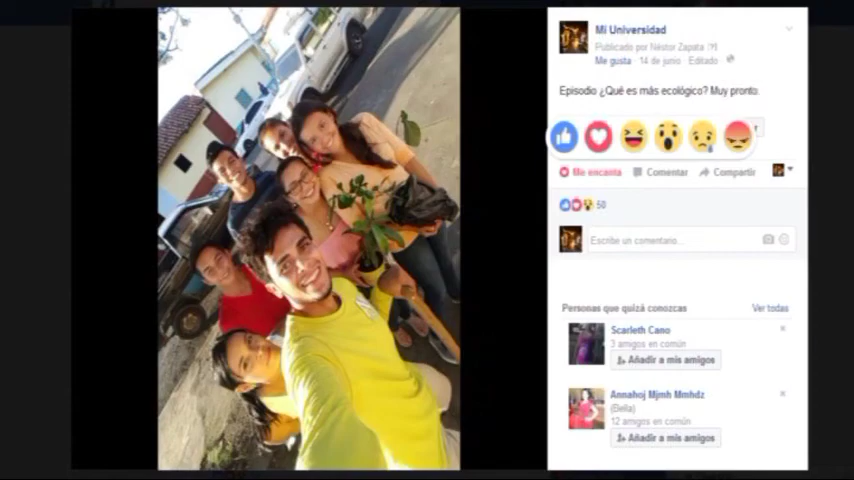 Mi Universidad
Publicado por Néstor Zapata [?]
Me gusta · 14 de junio · Editado ·
Episodio ¿Qué es más ecológico? Muy pronto.
Me encanta Comentar Compartir
50
Escribe un comentario...
Personas que quizá conozcas Ver todas
Scarleth Cano
3 amigos en común
Añadir a mis amigos
Annahoj Mjmh Mmhdz
(Bella)
12 amigos en común
Añadir a mis amigos